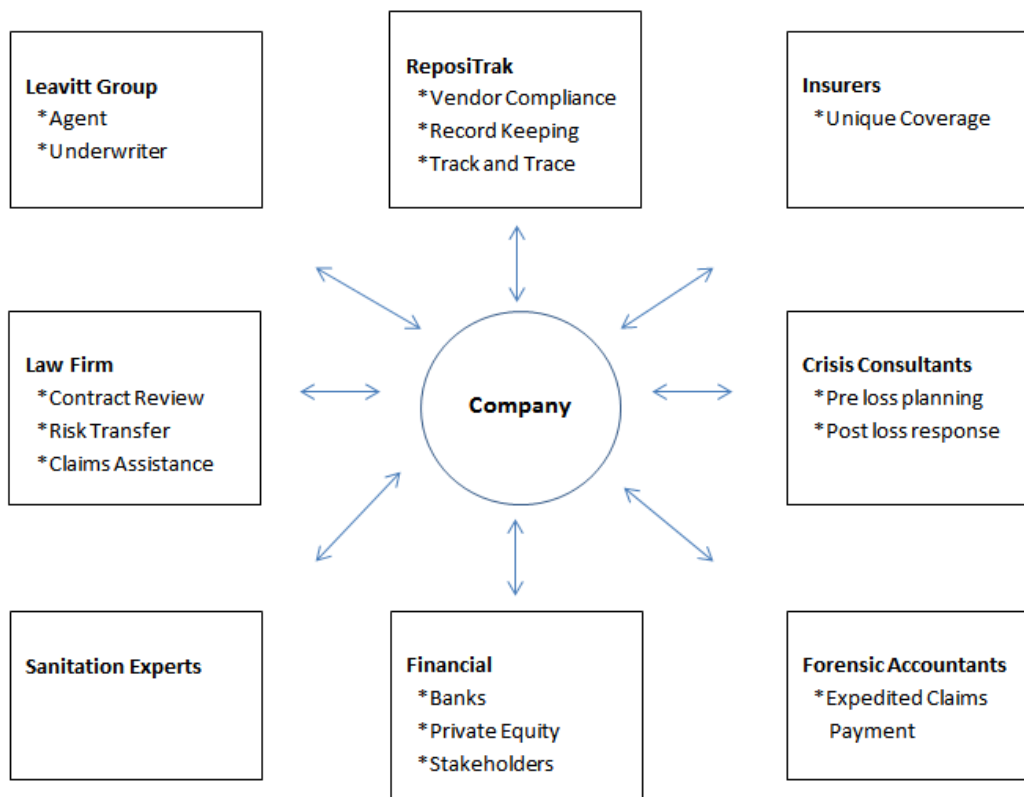 Leavitt Group
*Agent
*Underwriter
ReposiTrak
*Vendor Compliance
*Record Keeping
*Track and Trace
Insurers
*Unique Coverage
Law Firm
*Contract Review
*Risk Transfer
*Claims Assistance
Company
Crisis Consultants
*Pre loss planning
*Post loss response
Sanitation Experts
Financial
*Banks
*Private Equity
*Stakeholders
Forensic Accountants
*Expedited Claims
Payment